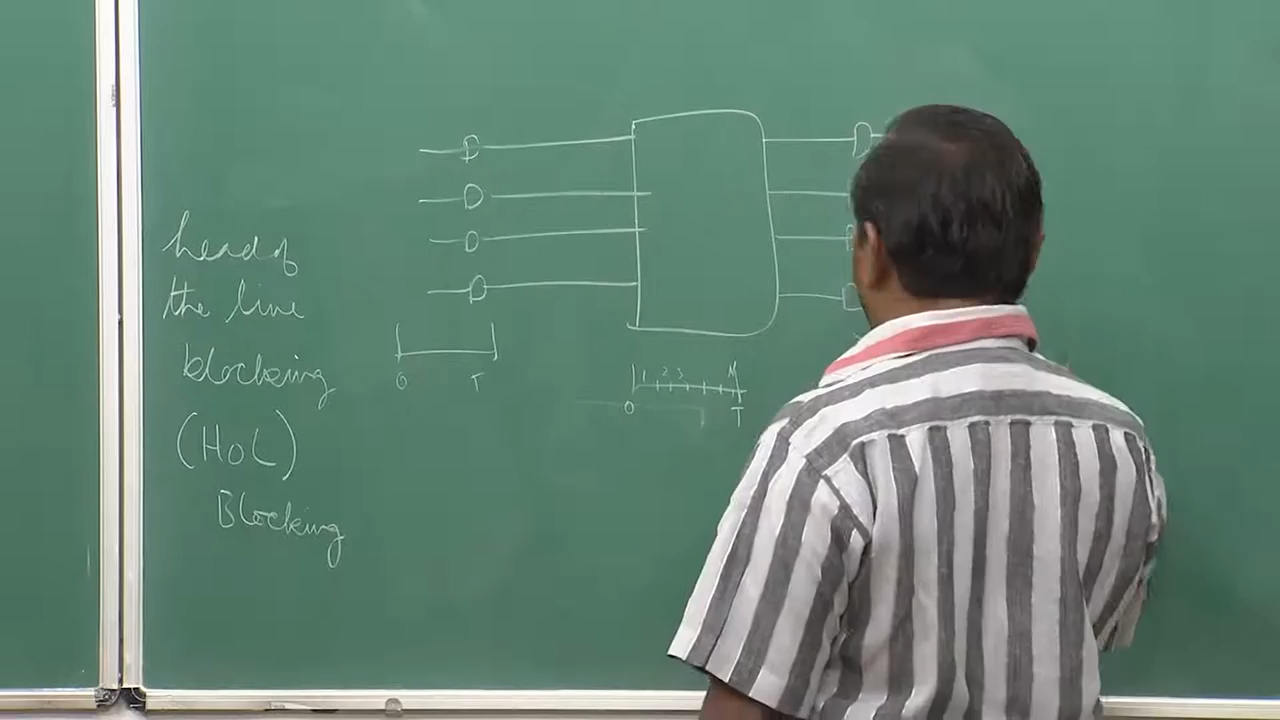 head of
the line
blocking
(HOL)
Blocking
0 T
1 2 3 M
0 T